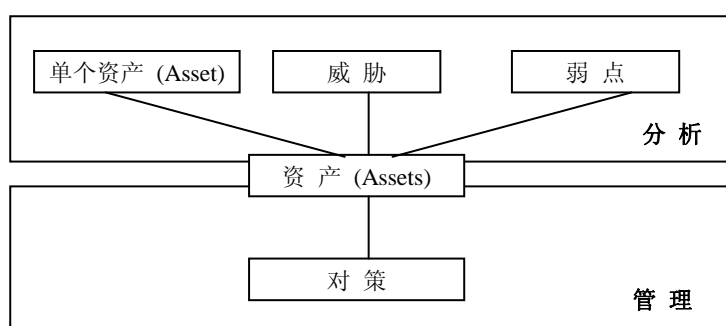 单个资产 (Asset)
威 胁
弱 点
分 析
资 产 (Assets)
对 策
管 理